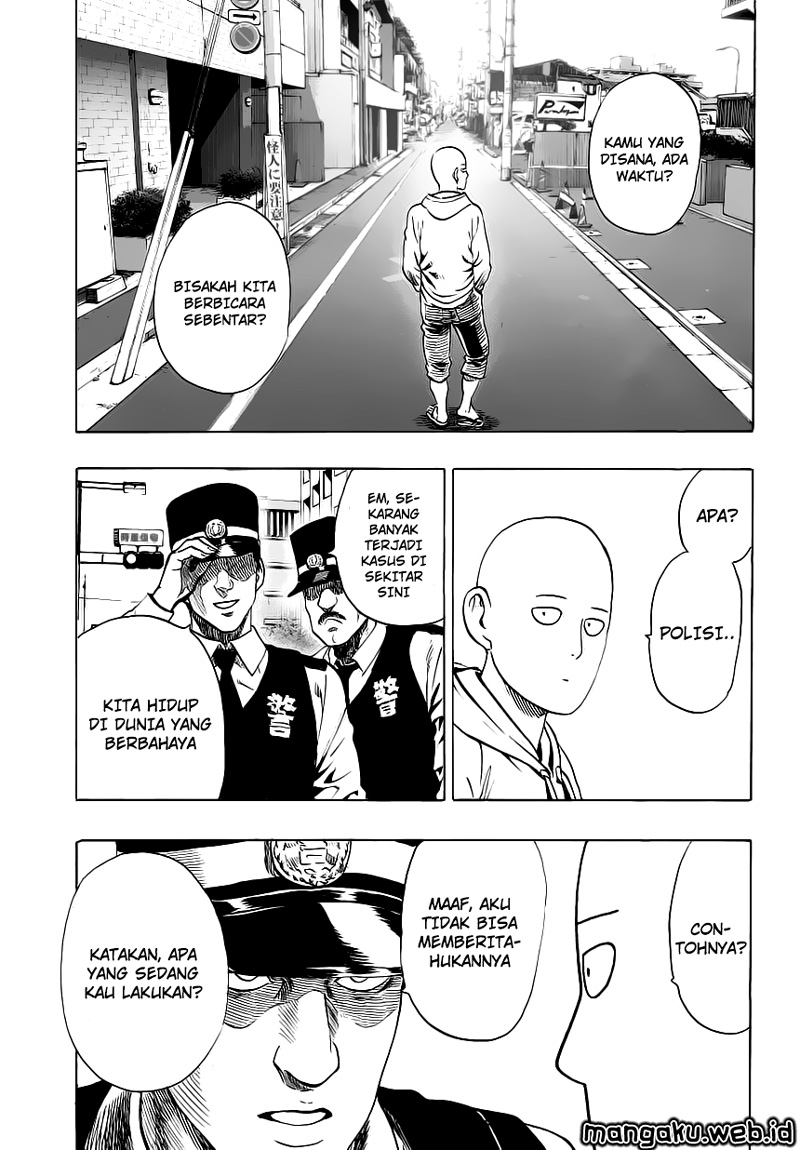 KAMU YANG
DISANA, ADA
WAKTU?
怪人に要注意
BISAKAH KITA
BERBICARA
SEBENTAR?
APA?
POLISI..
EM, SE-
KARANG
BANYAK
TERJADI
KASUS DI
SEKITAR
SINI
警
警
KITA HIDUP
DI DUNIA YANG
BERBAHAYA
CON-
TOHNYA?
MAAF, AKU
TIDAK BISA
MEMBERITA-
HUKANNYA
KATAKAN, APA
YANG SEDANG
KAU LAKUKAN?
mangaku.web.id